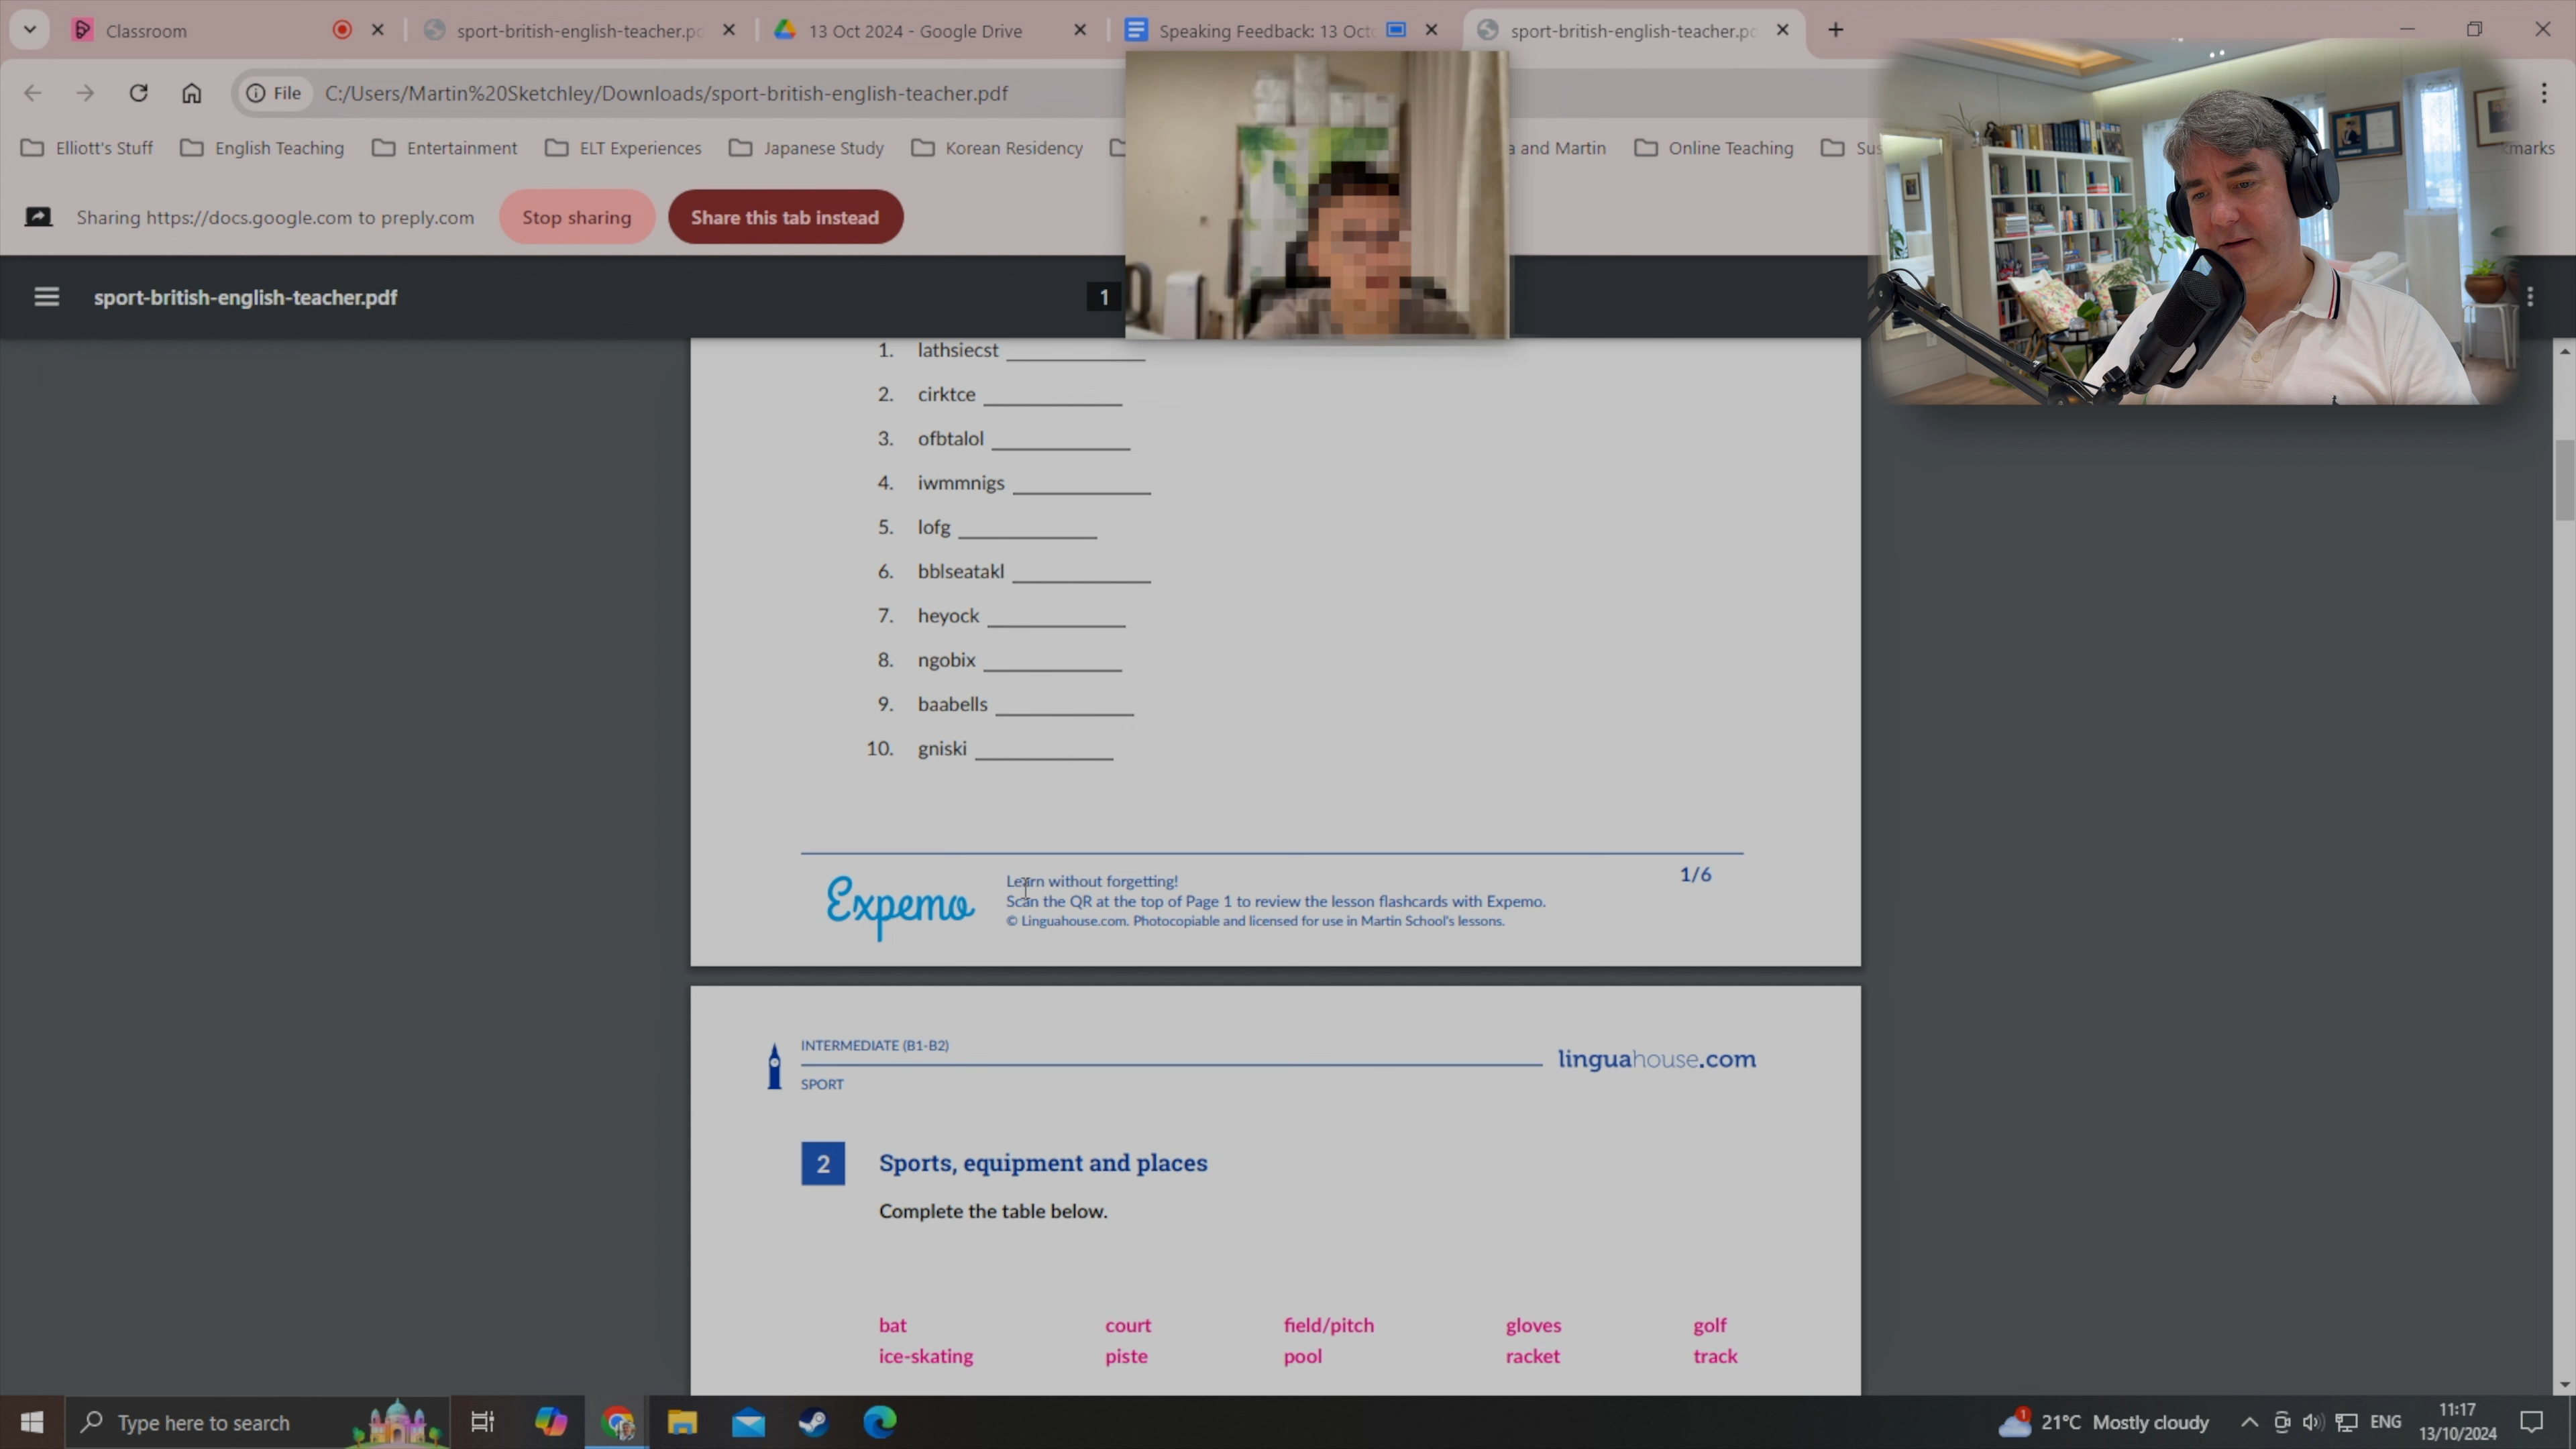 Classroom
sport-british-english-teacher.pd
13 Oct 2024 - Google Drive
Speaking Feedback: 13 Octo
sport-british-english-teacher.pd
File
C:/Users/Martin%20Sketchley/Downloads/sport-british-english-teacher.pdf
Elliott's Stuff
English Teaching
Entertainment
ELT Experiences
Japanese Study
Korean Residency
a and Martin
Online Teaching
Sus
kmarks
Sharing https://docs.google.com to preply.com
Stop sharing
Share this tab instead
sport-british-english-teacher.pdf
1
1. lathsiecst
2. cirktce
3. ofbtalol
4. iwmmnigs
5. lofg
6. bblseatakl
7. heyock
8. ngobix
9. baabells
10. gniski
Expemo
Learn without forgetting!
Scan the QR at the top of Page 1 to review the lesson flashcards with Expemo.
© Linguahouse.com. Photocopiable and licensed for use in Martin School's lessons.
1/6
INTERMEDIATE (B1-B2)
linguahouse.com
SPORT
2 Sports, equipment and places
Complete the table below.
bat court field/pitch gloves golf
ice-skating piste pool racket track
Type here to search
1
21°C Mostly cloudy
ENG
11:17
13/10/2024